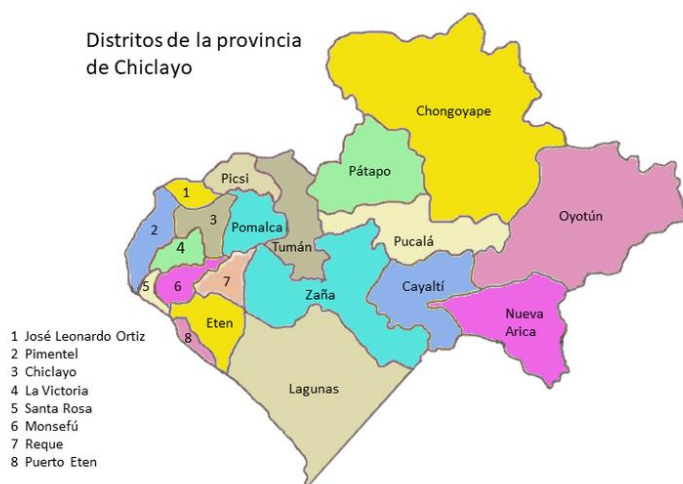 Distritos de la provincia
de Chiclayo
Chongoyape
Pátapo
Picsi
Oyotún
1
2
3
Pomalca
Tumán
Pucalá
4
5
6
7
Zaña
Cayaltí
Nueva
Arica
Eten
8
Lagunas
1 José Leonardo Ortiz
2 Pimentel
3 Chiclayo
4 La Victoria
5 Santa Rosa
6 Monsefú
7 Reque
8 Puerto Eten